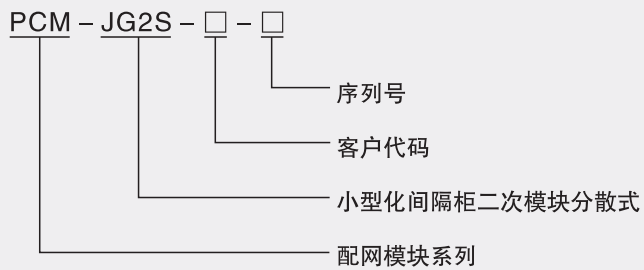 PCM – JG2S – □ – □
序列号
客户代码
小型化间隔柜二次模块分散式
配网模块系列